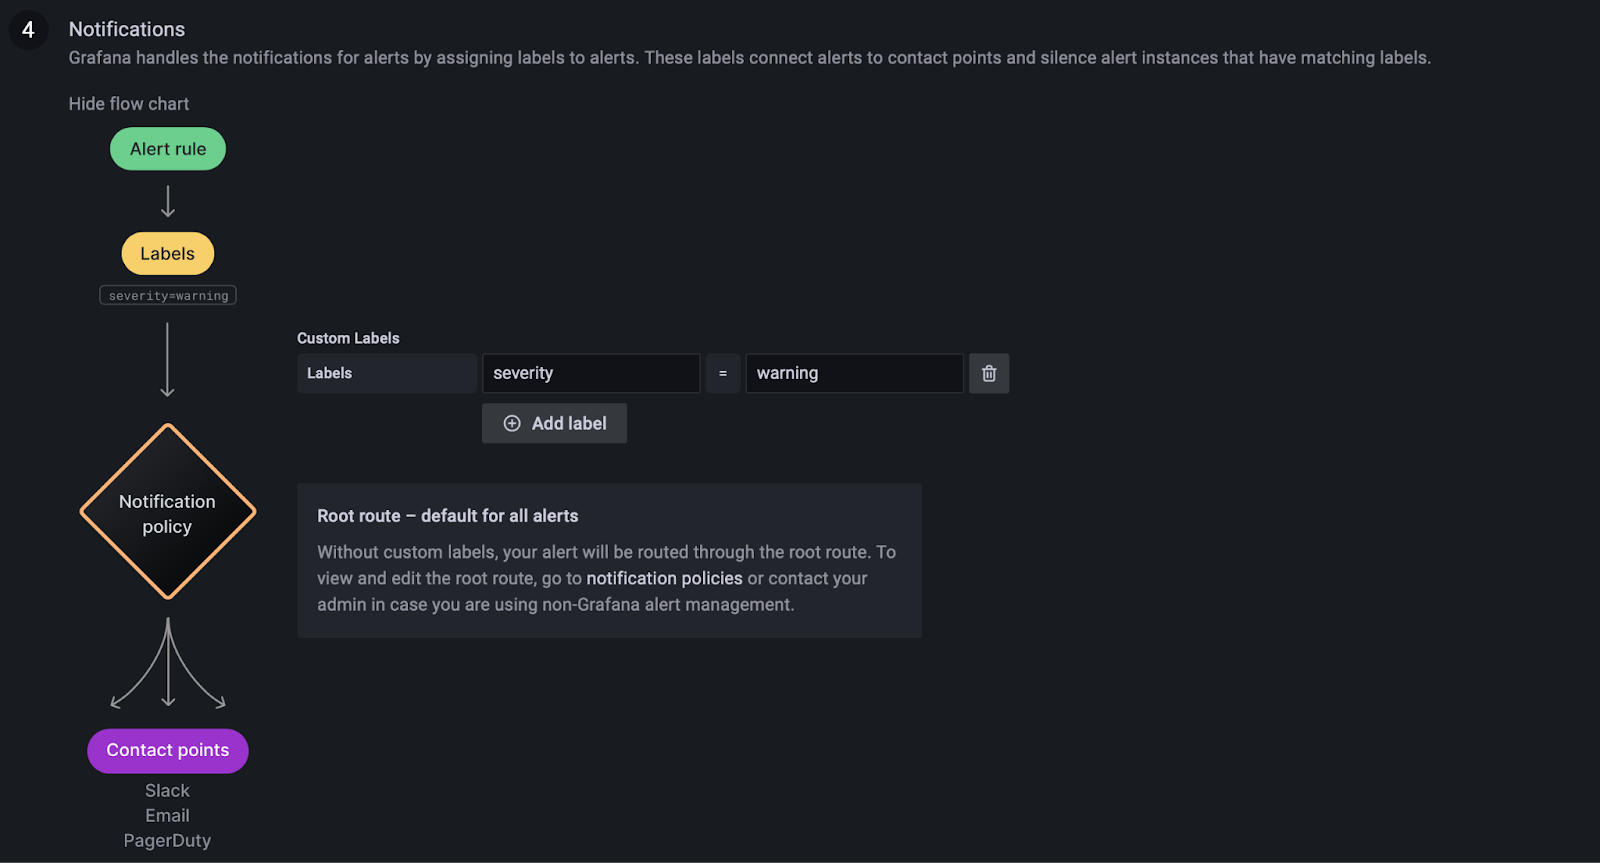 4
Notifications
Grafana handles the notifications for alerts by assigning labels to alerts. These labels connect alerts to contact points and silence alert instances that have matching labels.
Hide flow chart
Alert rule
Labels
severity=warning
Custom Labels
Labels severity = warning
Add label
Notification
policy
Root route – default for all alerts
Without custom labels, your alert will be routed through the root route. To
view and edit the root route, go to notification policies or contact your
admin in case you are using non-Grafana alert management.
Contact points
Slack
Email
PagerDuty